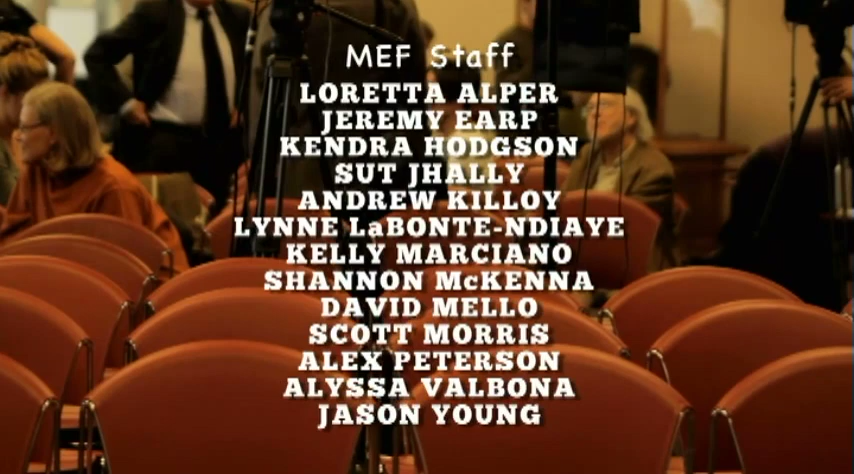 MEF Staff
LORETTA ALPER
JEREMY EARP
KENDRA HODGSON
SUT JHALLY
ANDREW KILLOY
LYNNE LaBONTE-NDIAYE
KELLY MARCIANO
SHANNON McKENNA
DAVID MELLO
SCOTT MORRIS
ALEX PETERSON
ALYSSA VALBONA
JASON YOUNG